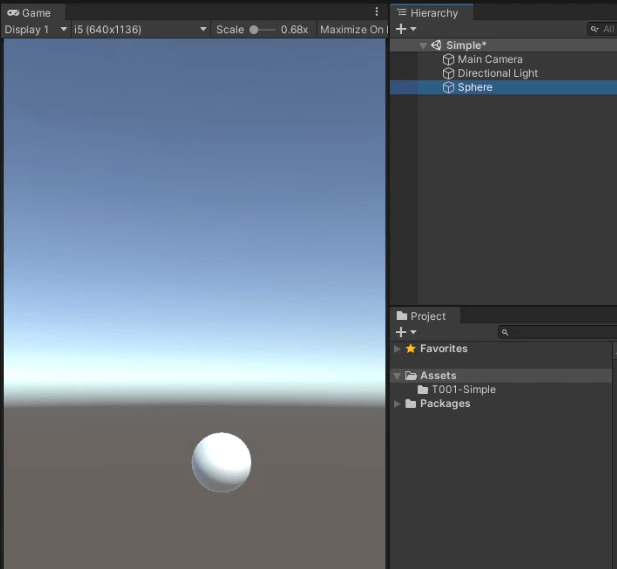 Game
Display 1
i5 (640x1136)
Scale
0.68x
Maximize On
Hierarchy
All
Simple*
Main Camera
Directional Light
Sphere
Project
Favorites
Assets
T001-Simple
Packages